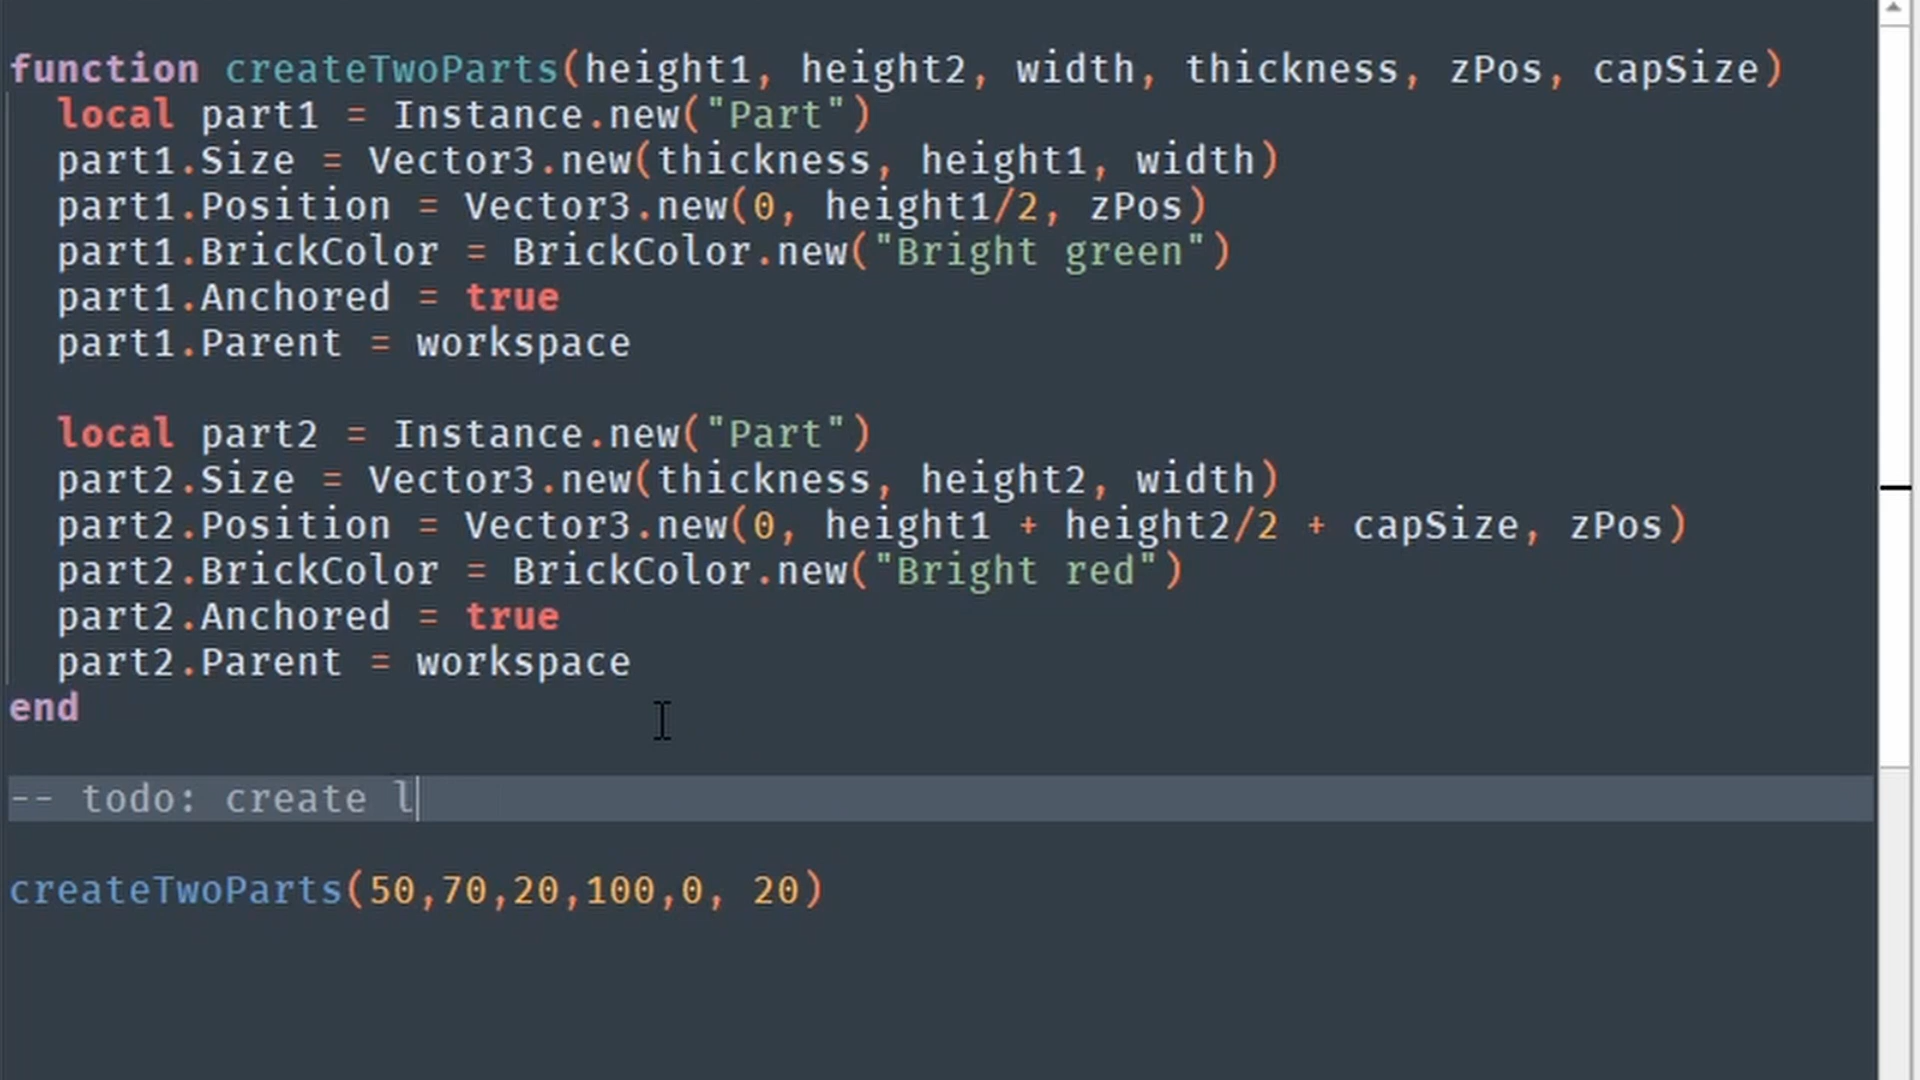 function createTwoParts(height1, height2, width, thickness, zPos, capSize)
local part1 = Instance.new("Part")
part1.Size = Vector3.new(thickness, height1, width)
part1.Position = Vector3.new(0, height1/2, zPos)
part1.BrickColor = BrickColor.new("Bright green")
part1.Anchored = true
part1.Parent = workspace
local part2 = Instance.new("Part")
part2.Size = Vector3.new(thickness, height2, width)
part2.Position = Vector3.new(0, height1 + height2/2 + capSize, zPos)
part2.BrickColor = BrickColor.new("Bright red")
part2.Anchored = true
part2.Parent = workspace
end
-- todo: create l
createTwoParts(50,70,20,100,0, 20)